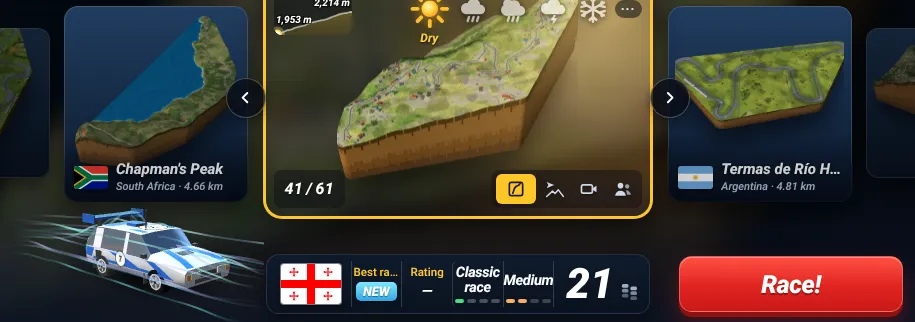 2,214 m
1,953 m
Dry
Chapman's Peak
South Africa · 4.66 km
41 / 61
Termas de Río H...
Argentina · 4.81 km
7
Best ra...
NEW
Rating
–
Classic
race
Medium
21
Race!